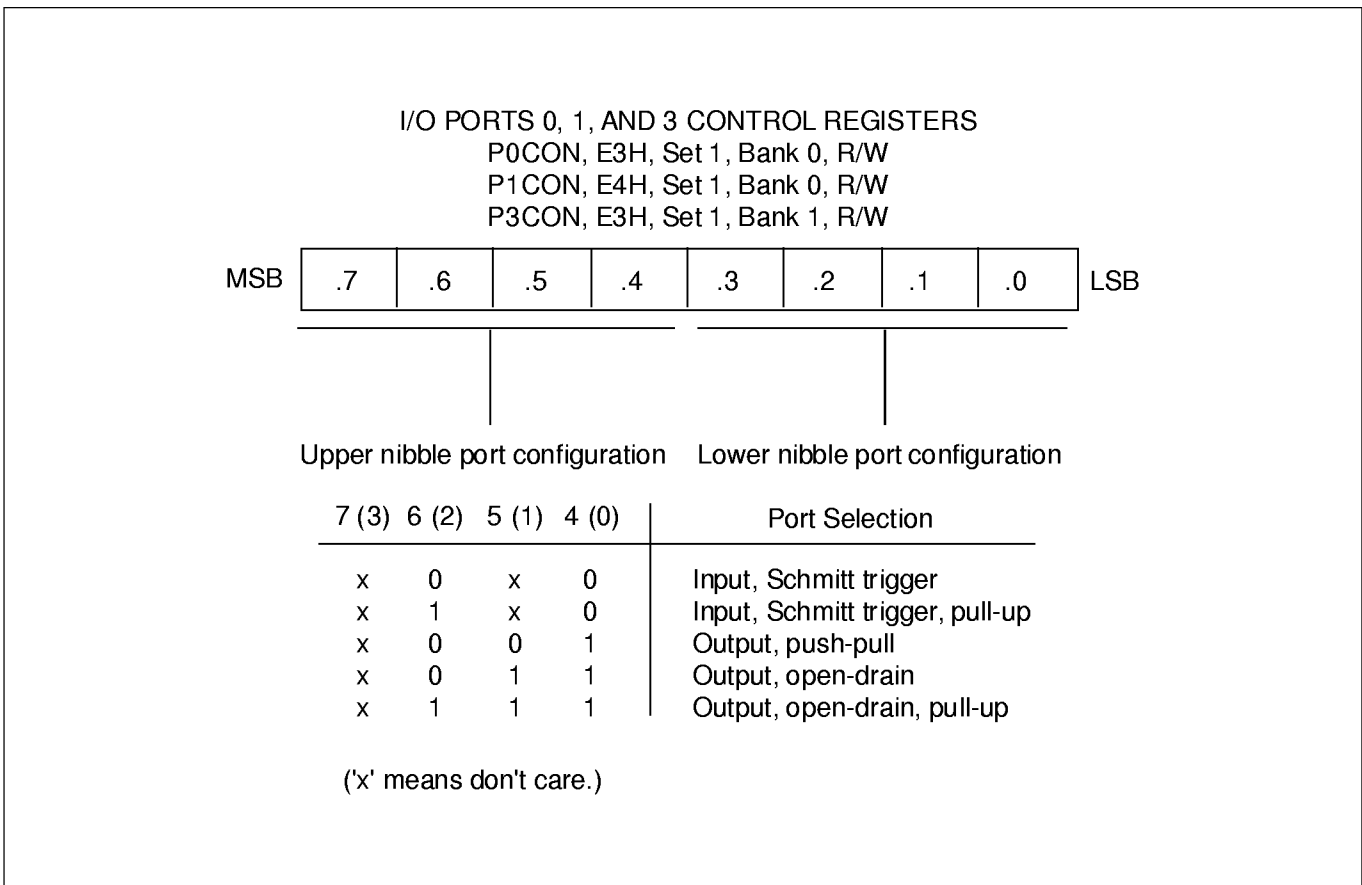 I/O PORTS 0, 1, AND 3 CONTROL REGISTERS
P0CON, E3H, Set 1, Bank 0, R/W
P1CON, E4H, Set 1, Bank 0, R/W
P3CON, E3H, Set 1, Bank 1, R/W
MSB .7 .6 .5 .4 .3 .2 .1 .0 LSB
Upper nibble port configuration Lower nibble port configuration
7 (3) 6 (2) 5 (1) 4 (0) Port Selection
x 0 x 0 Input, Schmitt trigger
x 1 x 0 Input, Schmitt trigger, pull-up
x 0 0 1 Output, push-pull
x 0 1 1 Output, open-drain
x 1 1 1 Output, open-drain, pull-up
('x' means don't care.)